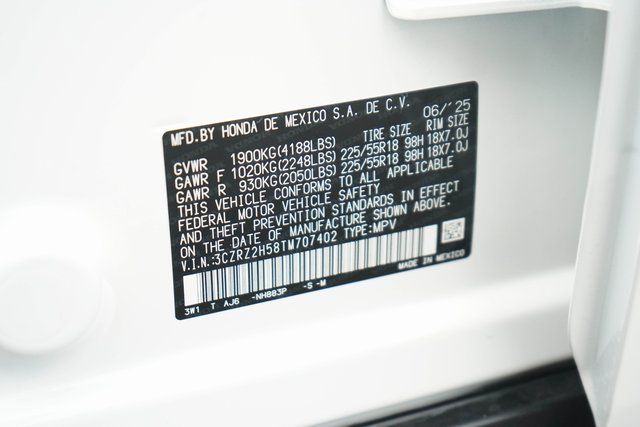 MFD.BY HONDA DE MEXICO S.A. DE C.V. 06/'25
GVWR 1900KG(4188LBS) TIRE SIZE RIM SIZE
GAWR F 1020KG(2248LBS) 225/55R18 98H 18X7.0J
GAWR R 930KG(2050LBS) 225/55R18 98H 18X7.0J
THIS VEHICLE CONFORMS TO ALL APPLICABLE
FEDERAL MOTOR VEHICLE SAFETY
AND THEFT PREVENTION STANDARDS IN EFFECT
ON THE DATE OF MANUFACTURE SHOWN ABOVE.
V.I.N.:3CZRZ2H58TM707402 TYPE:MPV
3W1 T AJ6 -NH883P -S -M MADE IN MEXICO